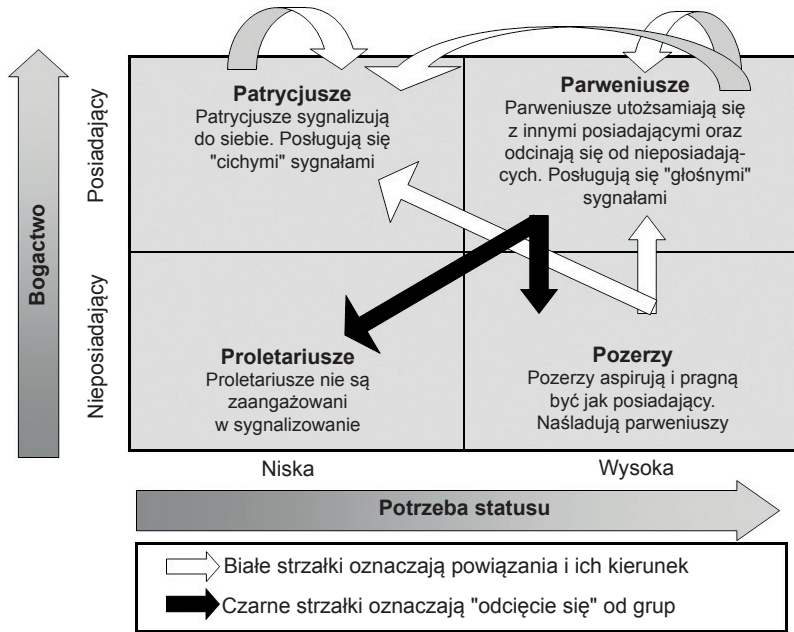 Bogactwo
Posiadający
Nieposiadający
Patrycjusze
Patrycjusze sygnalizują
do siebie. Posługują się
"cichymi" sygnałami
Parweniusze
Parweniusze utożsamiają się
z innymi posiadającymi oraz
odcinają się od nieposiadają-
cych. Posługują się "głośnymi"
sygnałami
Proletariusze
Proletariusze nie są
zaangażowani
w sygnalizowanie
Pozerzy
Pozerzy aspirują i pragną
być jak posiadający.
Naśladują parweniuszy
Niska
Wysoka
Potrzeba statusu
Białe strzałki oznaczają powiązania i ich kierunek
Czarne strzałki oznaczają "odcięcie się" od grup